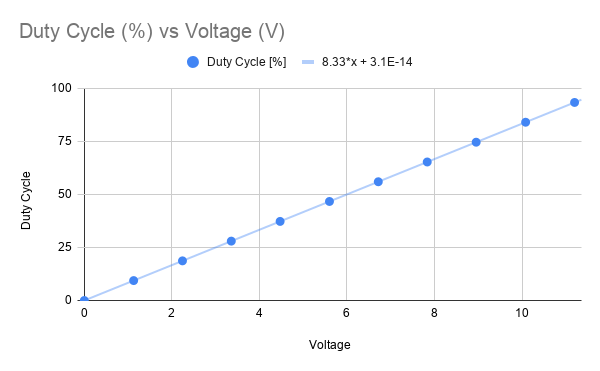 Duty Cycle (%) vs Voltage (V)
Duty Cycle [%] 8.33*x + 3.1E-14
100
75
50
25
0
Duty Cycle
0 2 4 6 8 10
Voltage